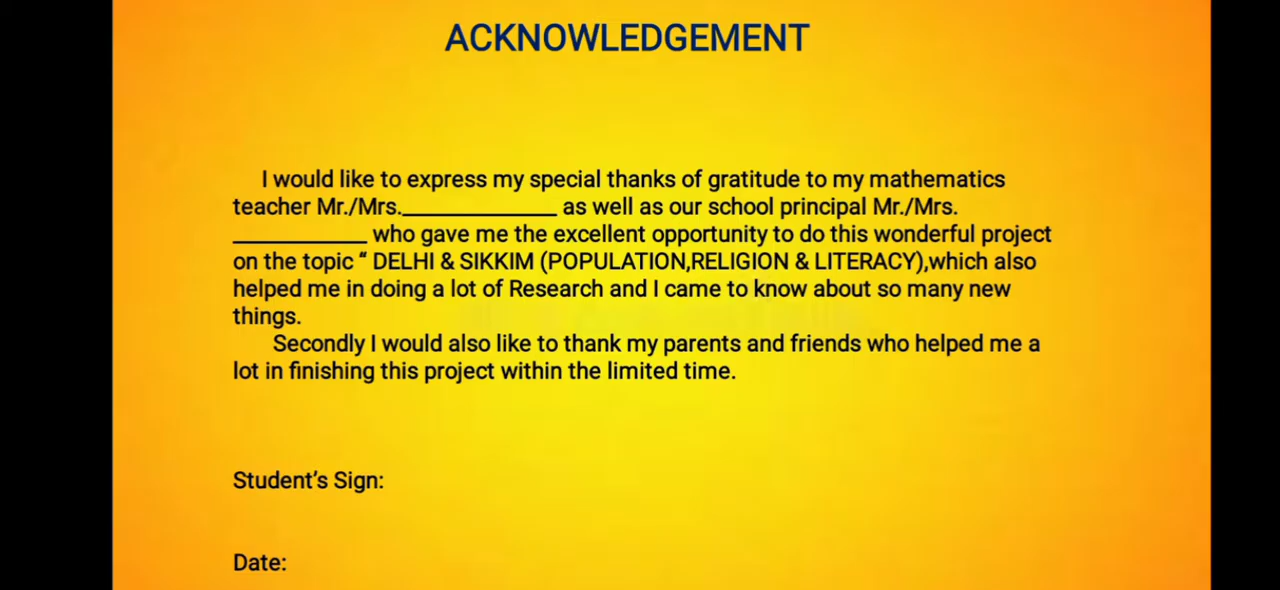 ACKNOWLEDGEMENT
I would like to express my special thanks of gratitude to my mathematics
teacher Mr./Mrs.______________ as well as our school principal Mr./Mrs.
____________ who gave me the excellent opportunity to do this wonderful project
on the topic “ DELHI & SIKKIM (POPULATION,RELIGION & LITERACY),which also
helped me in doing a lot of Research and I came to know about so many new
things.
Secondly I would also like to thank my parents and friends who helped me a
lot in finishing this project within the limited time.
Student’s Sign:
Date: